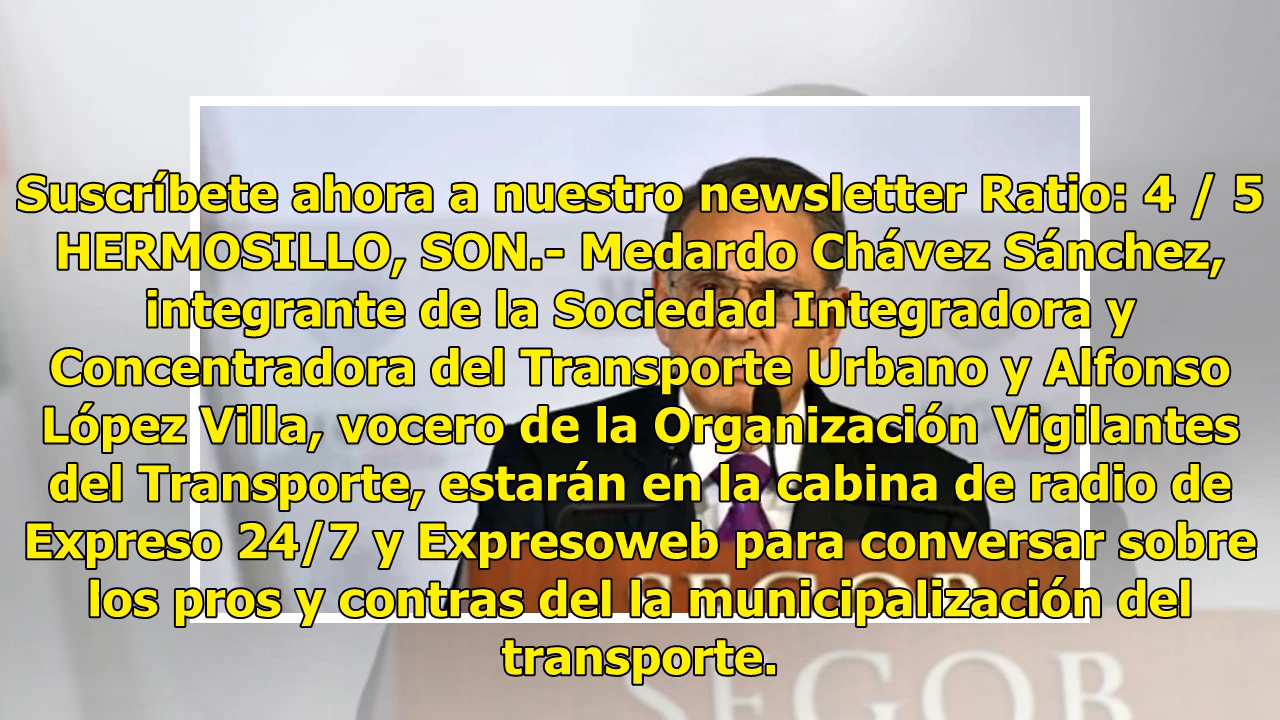 Suscríbete ahora a nuestro newsletter Ratio: 4 / 5
HERMOSILLO, SON.- Medardo Chávez Sánchez,
integrante de la Sociedad Integradora y
Concentradora del Transporte Urbano y Alfonso
López Villa, vocero de la Organización Vigilantes
del Transporte, estarán en la cabina de radio de
Expreso 24/7 y Expresoweb para conversar sobre
los pros y contras del la municipalización del
transporte.
SEGOB
SEGOB